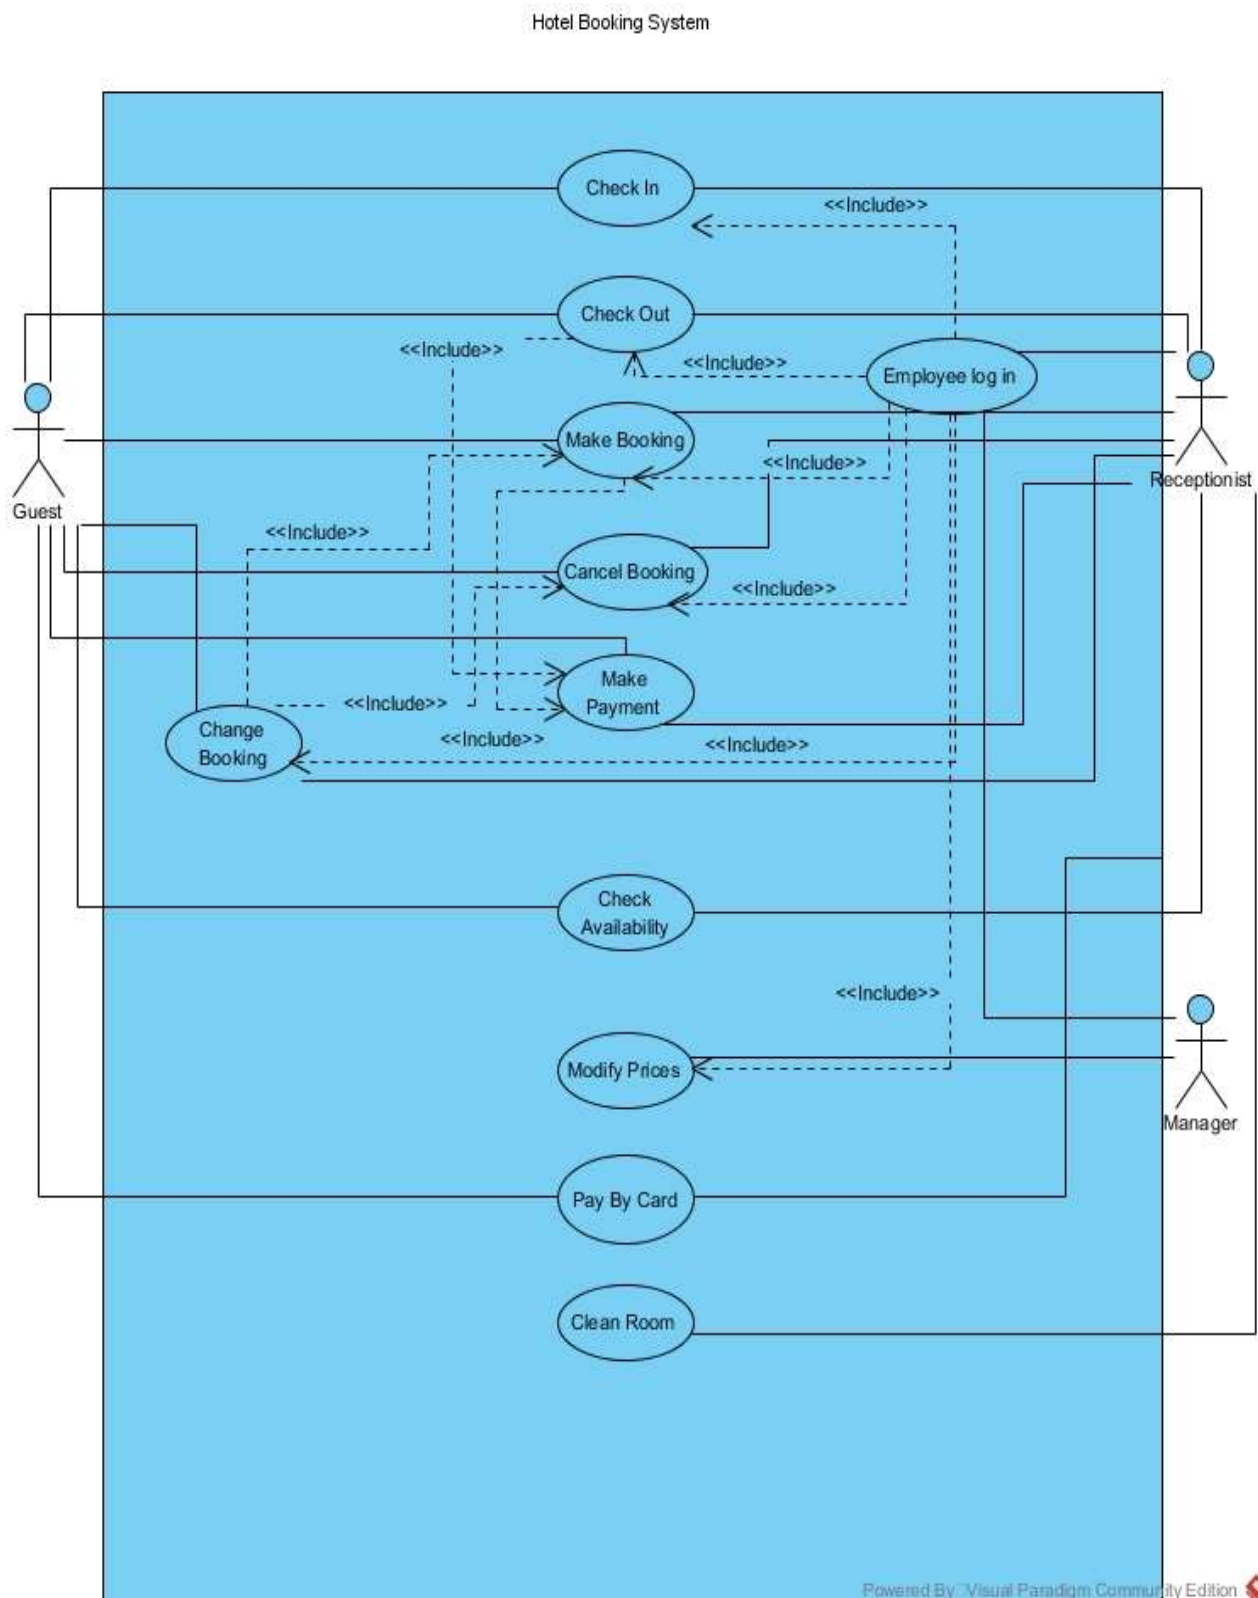 Hotel Booking System
Check In
<<Include>>
Check Out
<<Include>>
<<Include>>
Employee log in
Make Booking
<<Include>>
Receptionist
Guest
<<Include>>
Cancel Booking
<<Include>>
Make
Payment
<<Include>>
Change
Booking
<<Include>>
<<Include>>
Check
Availability
<<Include>>
Modify Prices
Manager
Pay By Card
Clean Room
Powered By Visual Paradigm Community Edition